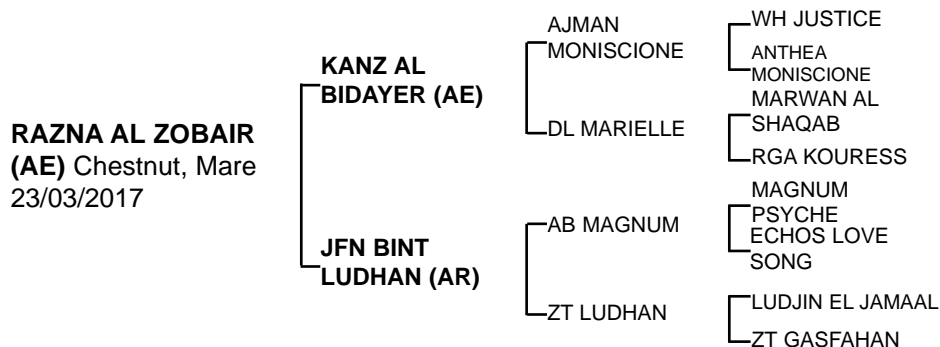 RAZNA AL ZOBAIR
(AE) Chestnut, Mare
23/03/2017
KANZ AL
BIDAYER (AE)
JFN BINT
LUDHAN (AR)
AJMAN
MONISCIONE
DL MARIELLE
AB MAGNUM
ZT LUDHAN
WH JUSTICE
ANTHEA
MONISCIONE
MARWAN AL
SHAQAB
RGA KOURESS
MAGNUM
PSYCHE
ECHOS LOVE
SONG
LUDJIN EL JAMAAL
ZT GASFAHAN